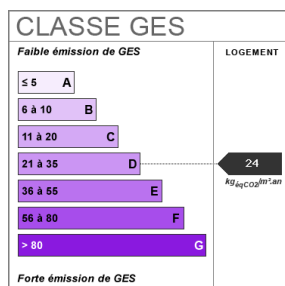 CLASSE GES
Faible émission de GES
LOGEMENT
≤ 5 A
6 à 10 B
11 à 20 C
21 à 35 D
24
kgéqCO2/m².an
36 à 55 E
56 à 80 F
> 80 G
Forte émission de GES